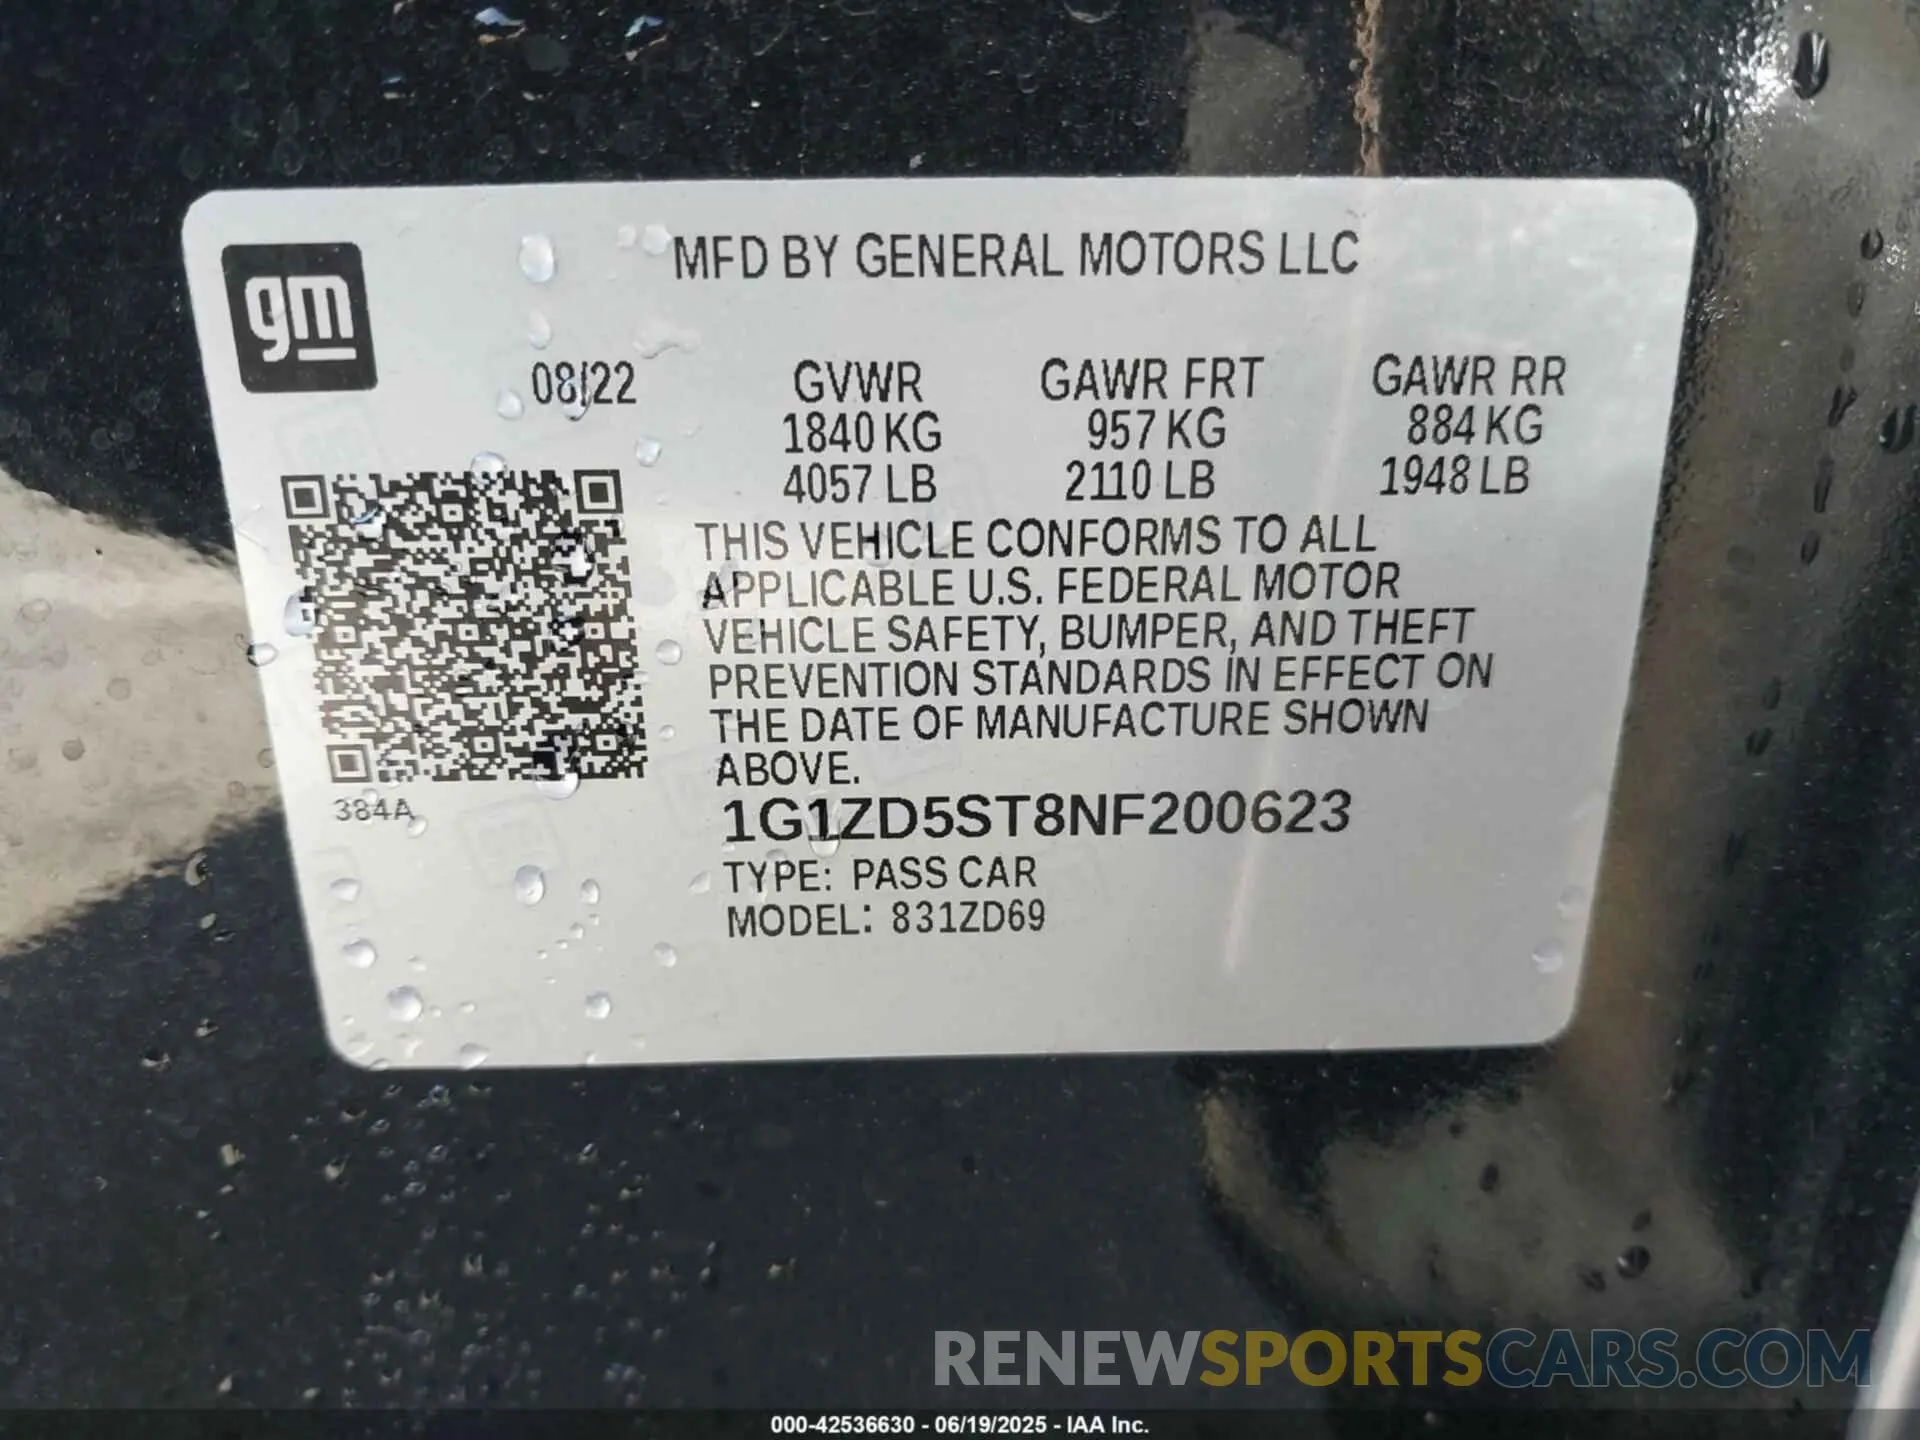 MFD BY GENERAL MOTORS LLC
gm
08/22 GVWR GAWR FRT GAWR RR
1840 KG 957 KG 884 KG
4057 LB 2110 LB 1948 LB
THIS VEHICLE CONFORMS TO ALL
APPLICABLE U.S. FEDERAL MOTOR
VEHICLE SAFETY, BUMPER, AND THEFT
PREVENTION STANDARDS IN EFFECT ON
THE DATE OF MANUFACTURE SHOWN
ABOVE.
384A
1G1ZD5ST8NF200623
TYPE: PASS CAR
MODEL: 831ZD69
RENEWSPORTSCARS.COM
000-42536630 - 06/19/2025 - IAA Inc.